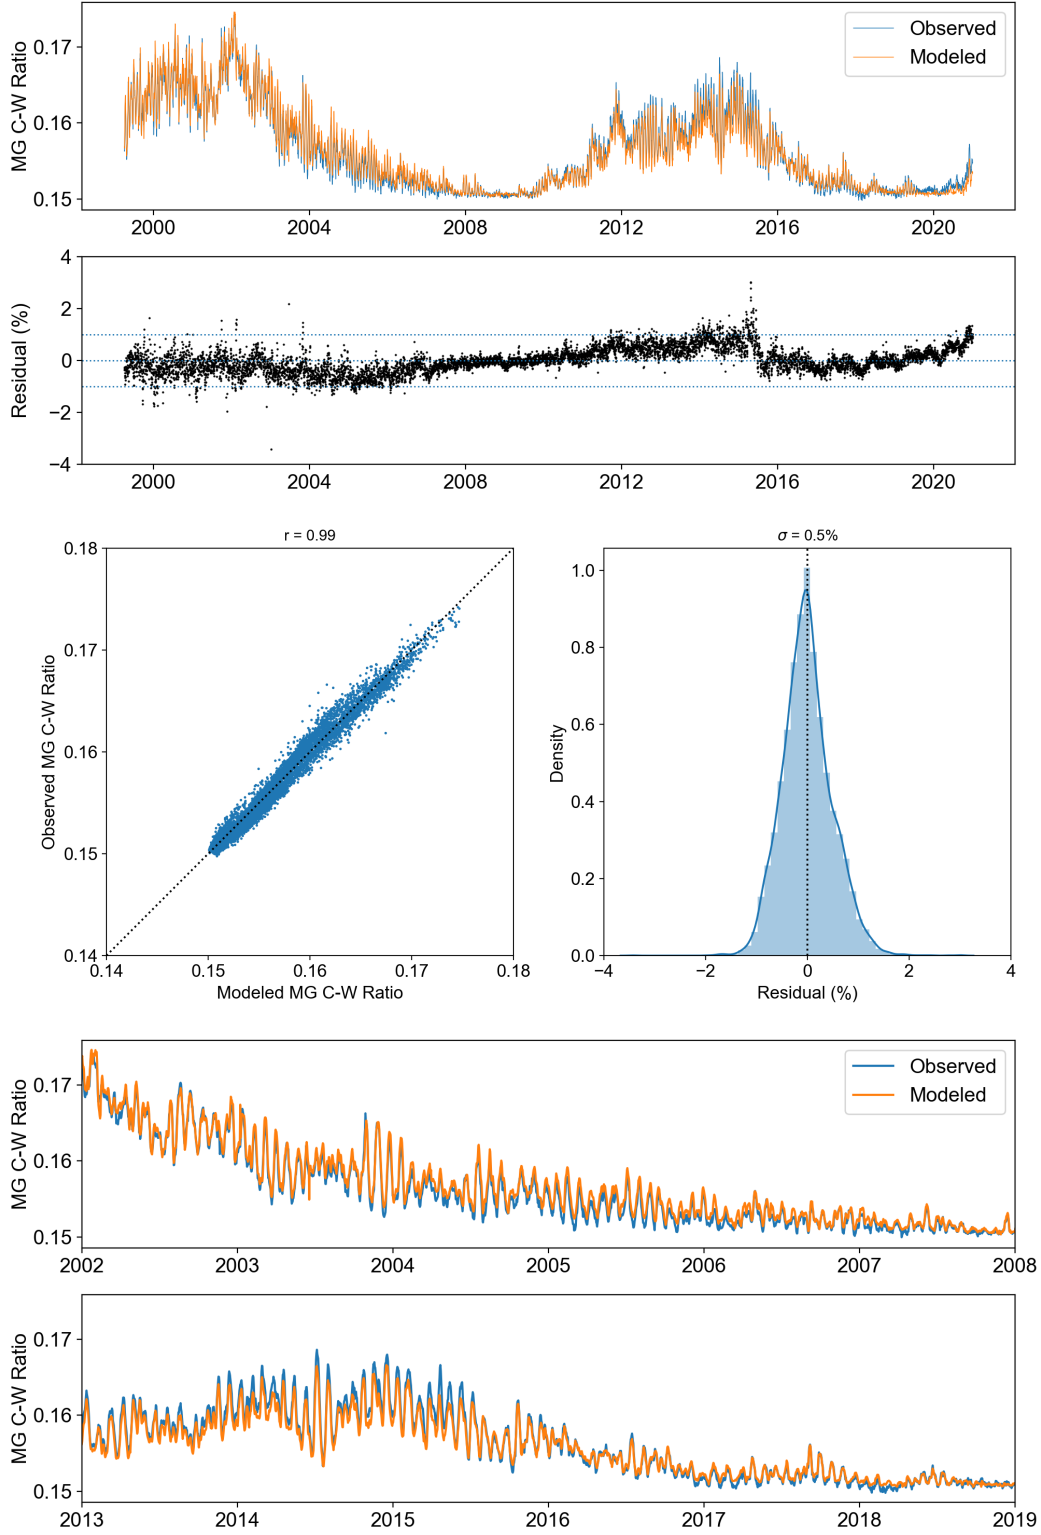 MG C-W Ratio
0.17
0.16
0.15
Observed
Modeled
2000 2004 2008 2012 2016 2020
Residual (%)
4
2
0
−2
−4
2000 2004 2008 2012 2016 2020
r = 0.99
Observed MG C-W Ratio
0.18
0.17
0.16
0.15
0.14
0.14 0.15 0.16 0.17 0.18
Modeled MG C-W Ratio
σ = 0.5%
Density
1.0
0.8
0.6
0.4
0.2
0.0
−4 −2 0 2 4
Residual (%)
MG C-W Ratio
0.17
0.16
0.15
Observed
Modeled
2002 2003 2004 2005 2006 2007 2008
MG C-W Ratio
0.17
0.16
0.15
2013 2014 2015 2016 2017 2018 2019